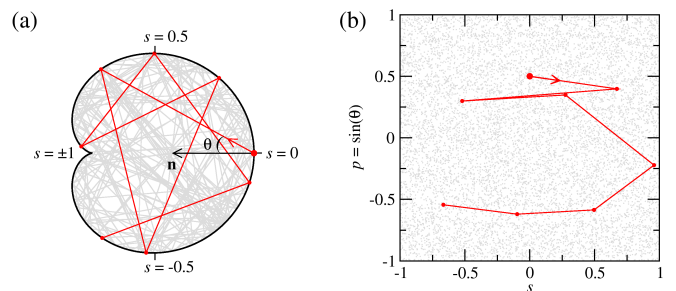 (a)
s = 0.5
s = ±1
θ
n
s = 0
s = -0.5
(b)
1
0.5
0
-0.5
-1
p = sin(θ)
-1
-0.5
0
0.5
1
s